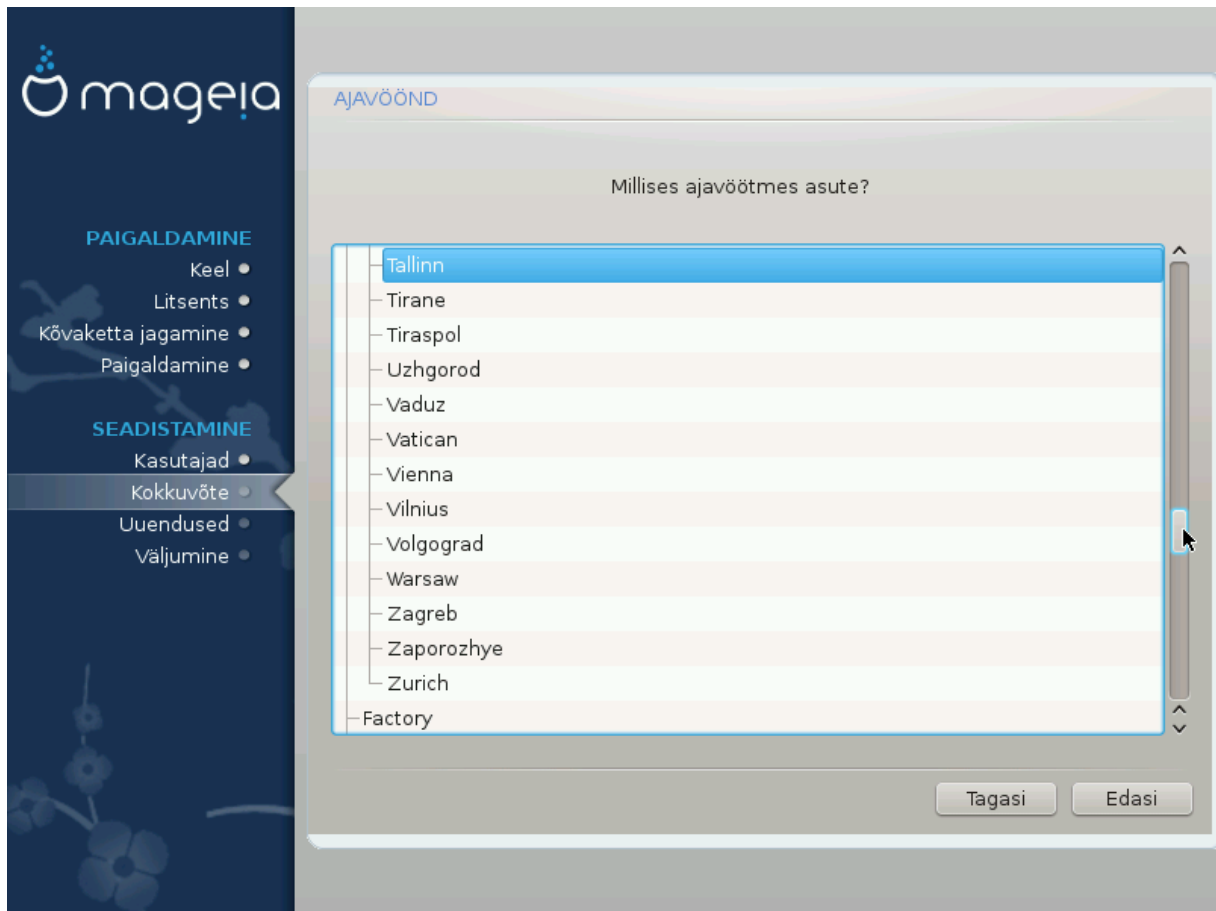 mageia
PAIGALDAMINE
Keel
Litsents
Kõvaketta jagamine
Paigaldamine
SEADISTAMINE
Kasutajad
Kokkuvõte
Uuendused
Väljumine
AJAVÖÖND
Millises ajavöötmes asute?
Tallinn
Tirane
Tiraspol
Uzhgorod
Vaduz
Vatican
Vienna
Vilnius
Volgograd
Warsaw
Zagreb
Zaporozhye
Zurich
Factory
Tagasi
Edasi